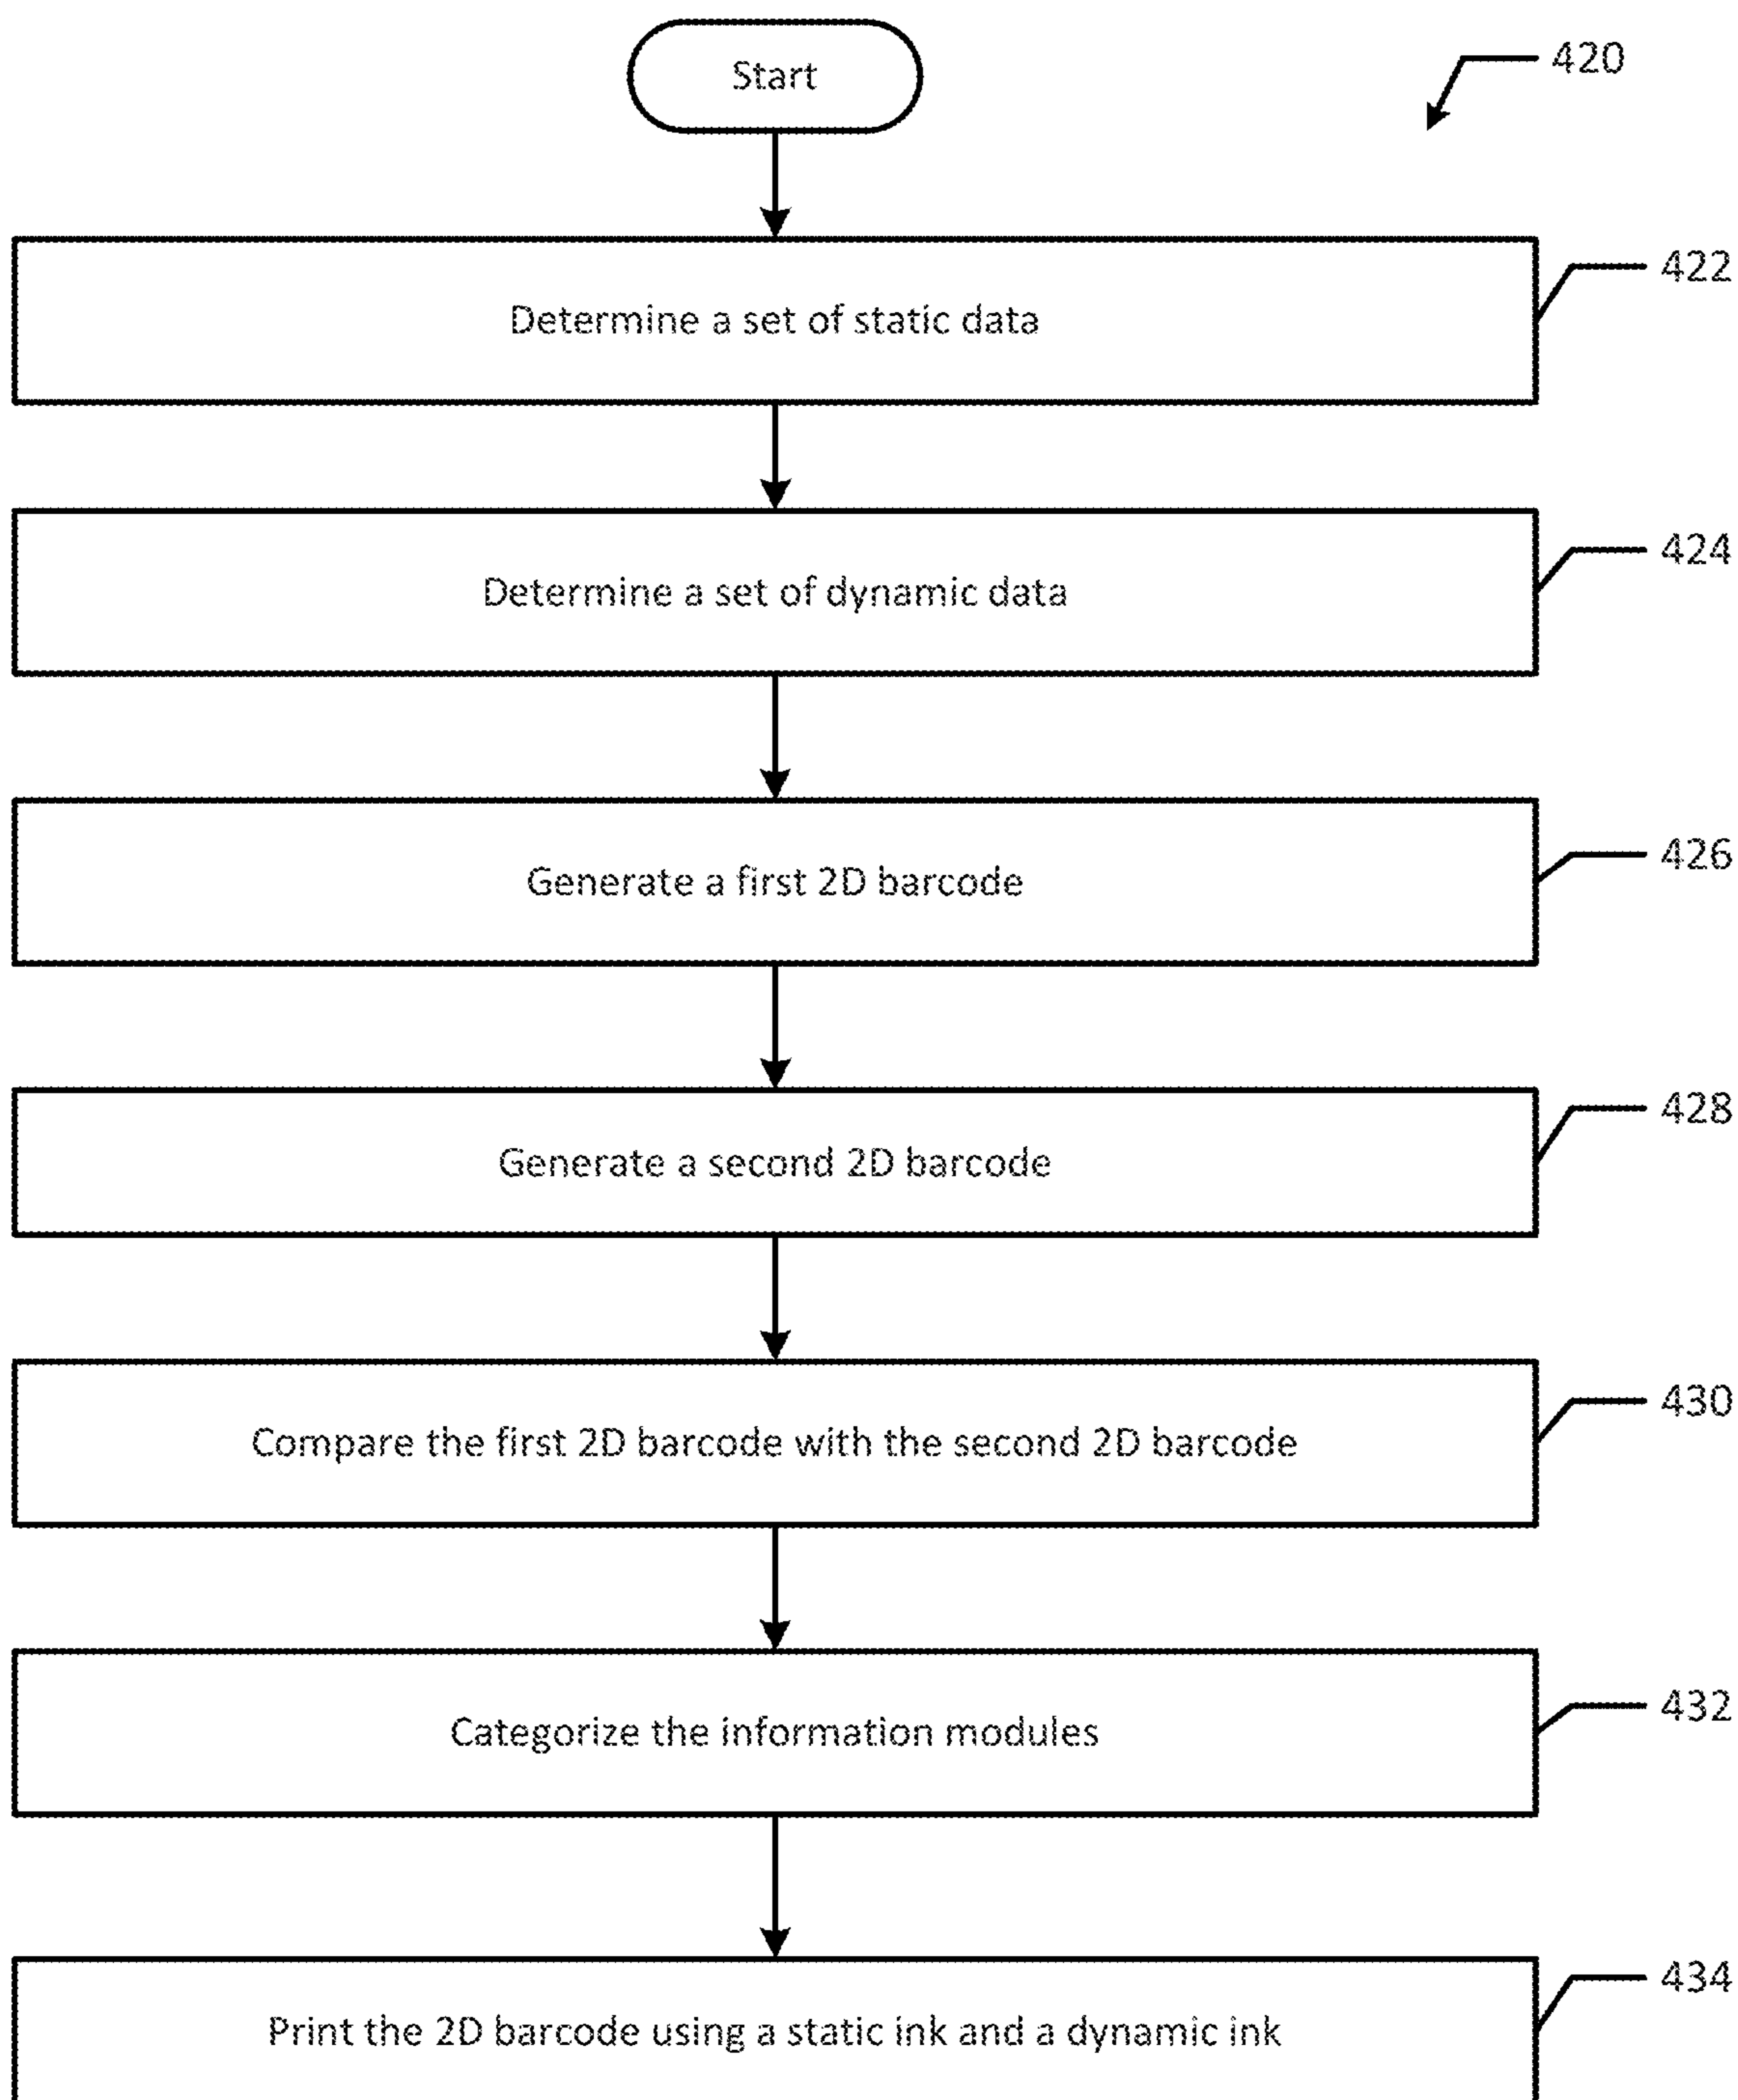 Start
420
Determine a set of static data
422
Determine a set of dynamic data
424
Generate a first 2D barcode
426
Generate a second 2D barcode
428
Compare the first 2D barcode with the second 2D barcode
430
Categorize the information modules
432
Print the 2D barcode using a static ink and a dynamic ink
434